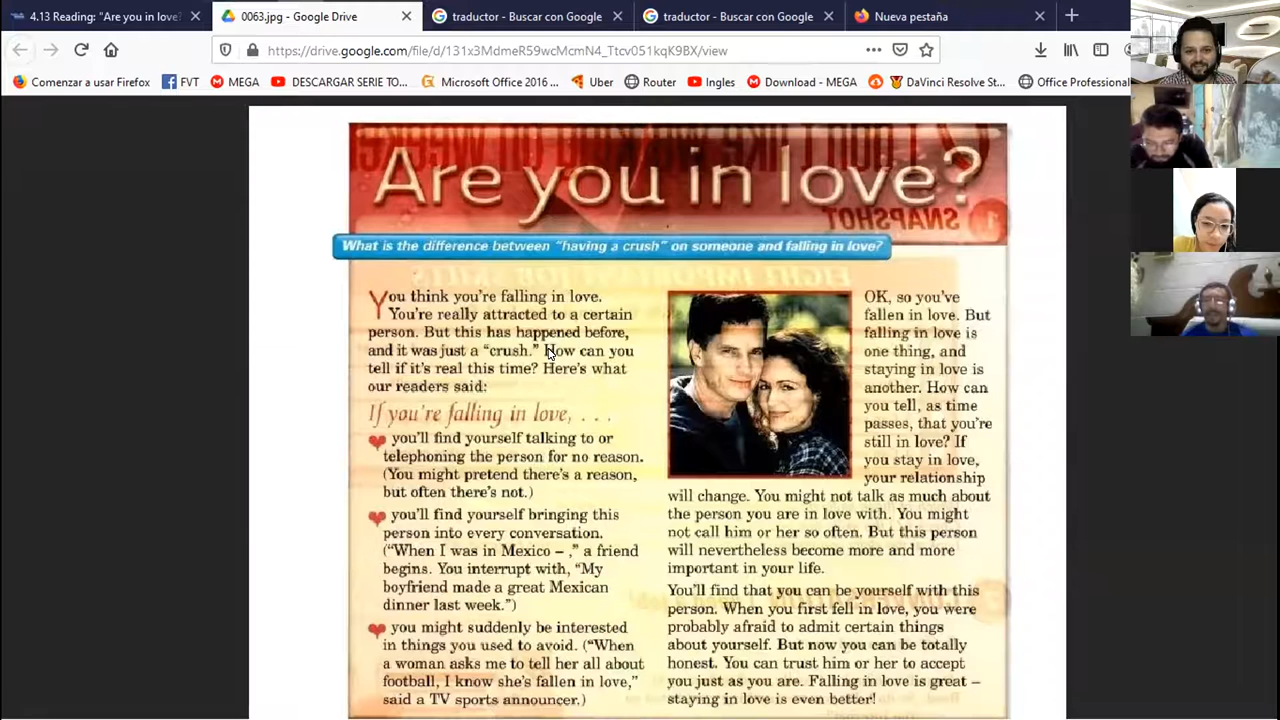 4.13 Reading: "Are you in love?
0063.jpg - Google Drive
traductor - Buscar con Google
traductor - Buscar con Google
Nueva pestaña
https://drive.google.com/file/d/131x3MdmeR59wcMcmN4_Ttcv051kqK9BX/view
Comenzar a usar Firefox
FVT
MEGA
DESCARGAR SERIE TO...
Microsoft Office 2016 ...
Uber
Router
Ingles
Download - MEGA
DaVinci Resolve St...
Office Professional
Are you in love?
What is the difference between "having a crush" on someone and falling in love?
You think you're falling in love.
You're really attracted to a certain
person. But this has happened before,
and it was just a "crush." How can you
tell if it's real this time? Here's what
our readers said:
If you're falling in love, . . .
you'll find yourself talking to or
telephoning the person for no reason.
(You might pretend there's a reason,
but often there's not.)
you'll find yourself bringing this
person into every conversation.
("When I was in Mexico – ," a friend
begins. You interrupt with, "My
boyfriend made a great Mexican
dinner last week.")
you might suddenly be interested
in things you used to avoid. ("When
a woman asks me to tell her all about
football, I know she's fallen in love,"
said a TV sports announcer.)
OK, so you've
fallen in love. But
falling in love is
one thing, and
staying in love is
another. How can
you tell, as time
passes, that you're
still in love? If
you stay in love,
your relationship
will change. You might not talk as much about
the person you are in love with. You might
not call him or her so often. But this person
will nevertheless become more and more
important in your life.
You'll find that you can be yourself with this
person. When you first fell in love, you were
probably afraid to admit certain things
about yourself. But now you can be totally
honest. You can trust him or her to accept
you just as you are. Falling in love is great –
staying in love is even better!